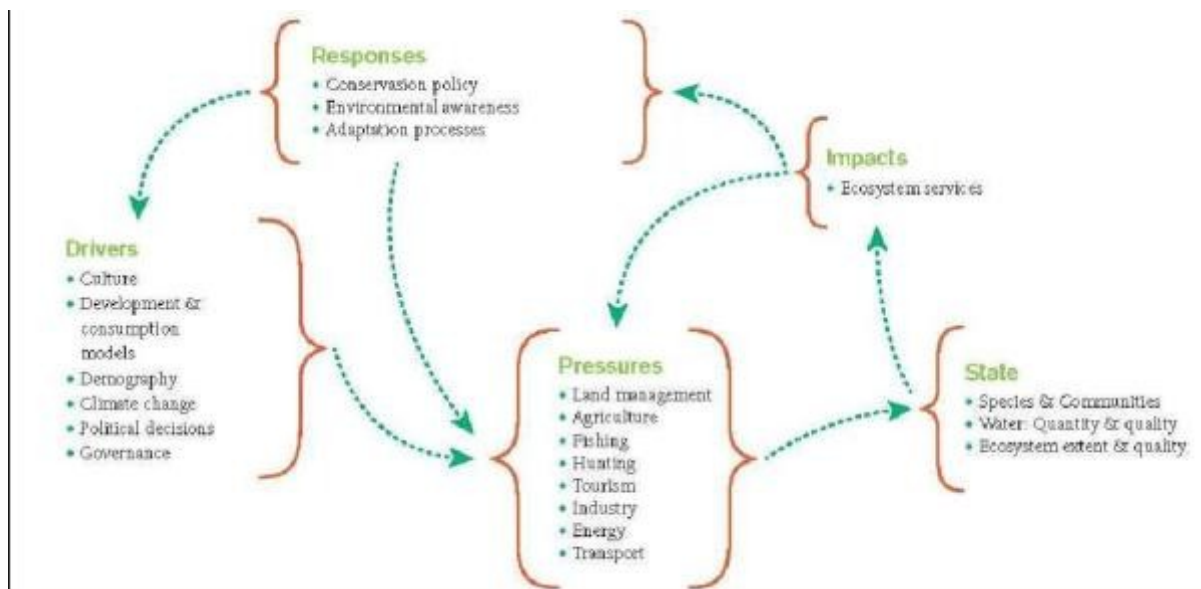 Responses
• Conservasion policy
• Environmental awareness
• Adaptation processes
Impacts
• Ecosystem services
Drivers
• Culture
• Development &
consumption
models
• Demography
• Climate change
• Political decisions
• Governance
Pressures
• Land management
• Agriculture
• Fishing
• Hunting
• Tourism
• Industry
• Energy
• Transport
State
• Species & Communities
• Water: Quantity & quality
• Ecosystem extent & quality